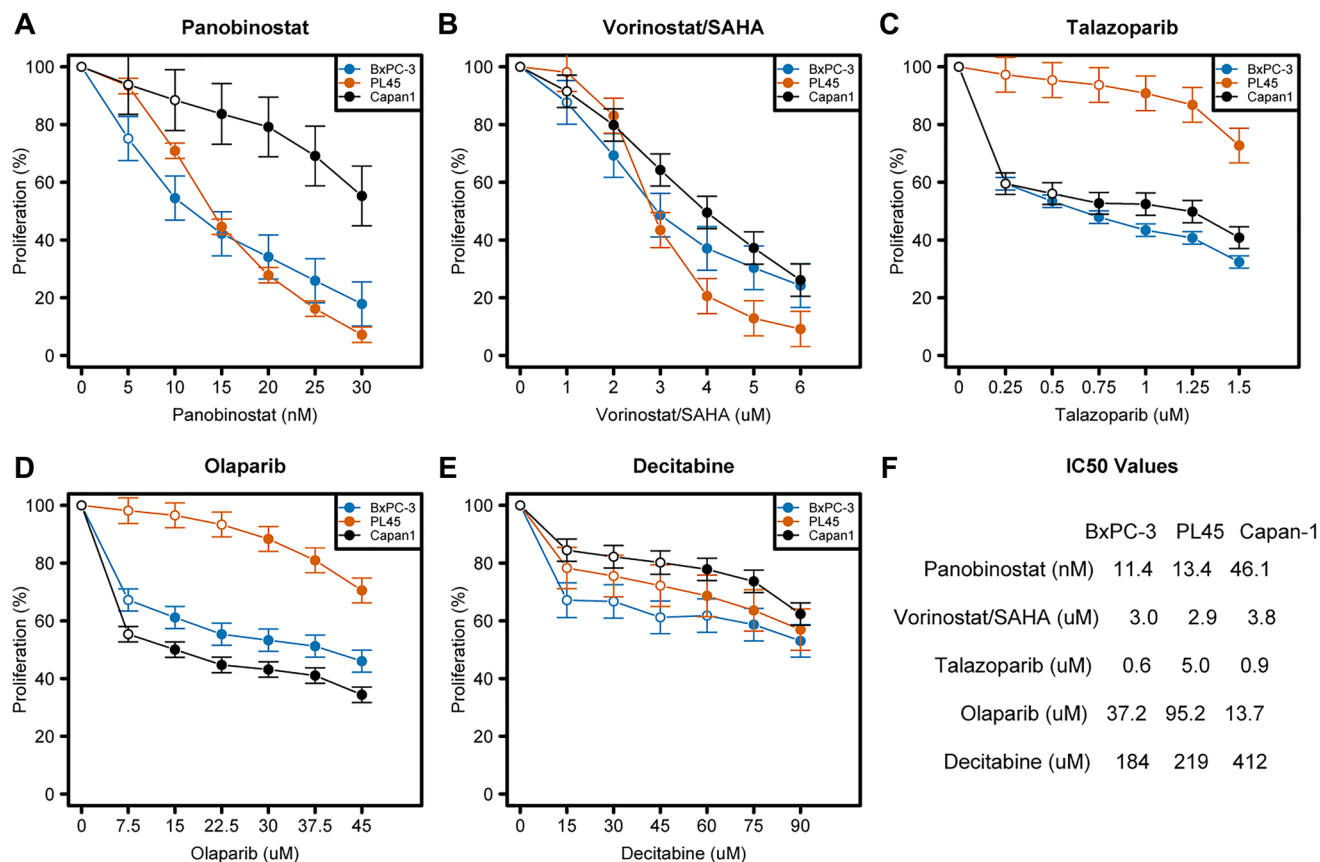 A Panobinostat
Proliferation (%)
100
80
60
40
20
0
BxPC-3
PL45
Capan1
0 5 10 15 20 25 30
Panobinostat (nM)
B Vorinostat/SAHA
Proliferation (%)
100
80
60
40
20
0
BxPC-3
PL45
Capan1
0 1 2 3 4 5 6
Vorinostat/SAHA (uM)
C Talazoparib
Proliferation (%)
100
80
60
40
20
0
BxPC-3
PL45
Capan1
0 0.25 0.5 0.75 1 1.25 1.5
Talazoparib (uM)
D Olaparib
Proliferation (%)
100
80
60
40
20
0
BxPC-3
PL45
Capan1
0 7.5 15 22.5 30 37.5 45
Olaparib (uM)
E Decitabine
Proliferation (%)
100
80
60
40
20
0
BxPC-3
PL45
Capan1
0 15 30 45 60 75 90
Decitabine (uM)
F IC50 Values
BxPC-3 PL45 Capan-1
Panobinostat (nM) 11.4 13.4 46.1
Vorinostat/SAHA (uM) 3.0 2.9 3.8
Talazoparib (uM) 0.6 5.0 0.9
Olaparib (uM) 37.2 95.2 13.7
Decitabine (uM) 184 219 412